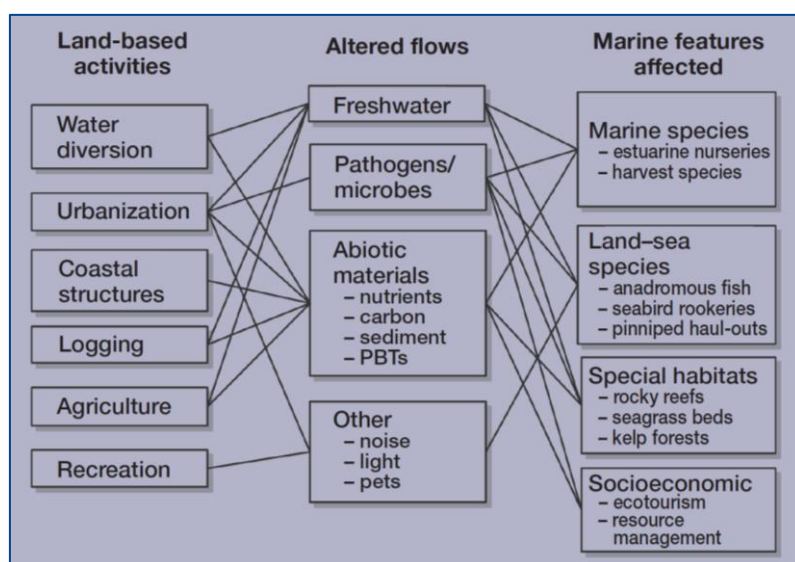 Land-based
activities
Water
diversion
Urbanization
Coastal
structures
Logging
Agriculture
Recreation
Altered flows
Freshwater
Pathogens/
microbes
Abiotic
materials
– nutrients
– carbon
– sediment
– PBTs
Other
– noise
– light
– pets
Marine features
affected
Marine species
– estuarine nurseries
– harvest species
Land–sea
species
– anadromous fish
– seabird rookeries
– pinniped haul-outs
Special habitats
– rocky reefs
– seagrass beds
– kelp forests
Socioeconomic
– ecotourism
– resource
management